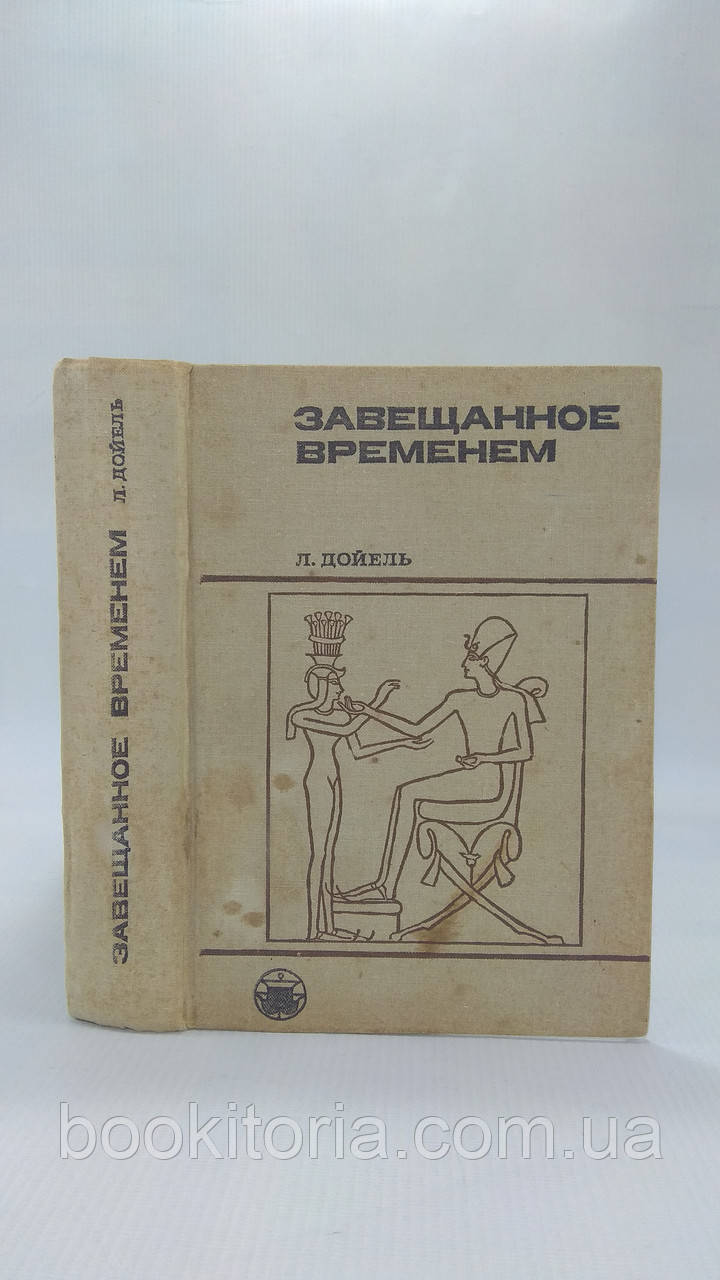 ЗАВЕЩАННОЕ ВРЕМЕНЕМ Л. ДОЙЕЛЬ
ЗАВЕЩАННОЕ
ВРЕМЕНЕМ
Л. ДОЙЕЛЬ
bookitoria.com.ua